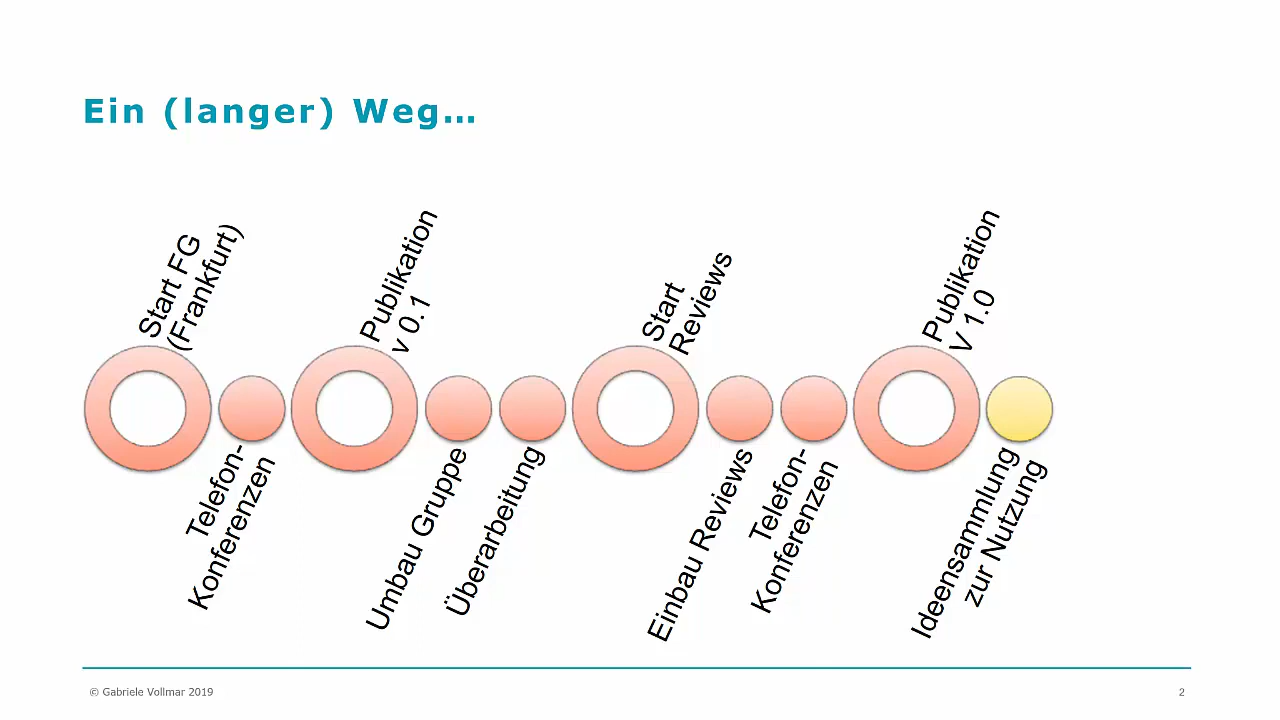 Ein (langer) Weg…
Start FG
(Frankfurt)
Telefon-
Konferenzen
Publikation
v 0.1
Umbau Gruppe
Überarbeitung
Start
Reviews
Einbau Reviews
Telefon-
Konferenzen
Publikation
V 1.0
Ideensammlung
zur Nutzung
© Gabriele Vollmar 2019
2